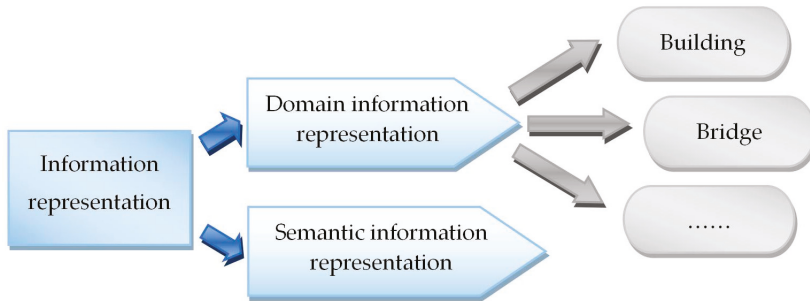 Information
representation
Domain information
representation
Semantic information
representation
Building
Bridge
......